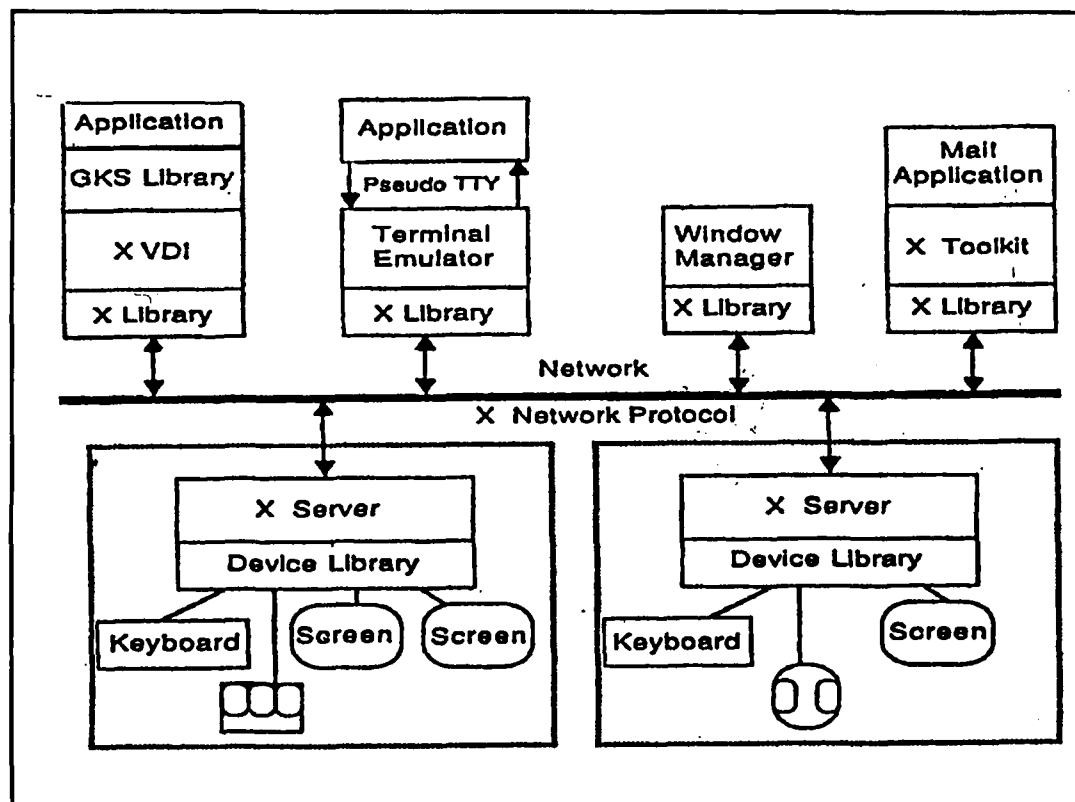 Application
GKS Library
X VDI
X Library
Application
Pseudo TTY
Terminal
Emulator
X Library
Window
Manager
X Library
Mail
Application
X Toolkit
X Library
Network
X Network Protocol
X Server
Device Library
Keyboard
Screen
Screen
X Server
Device Library
Keyboard
Screen